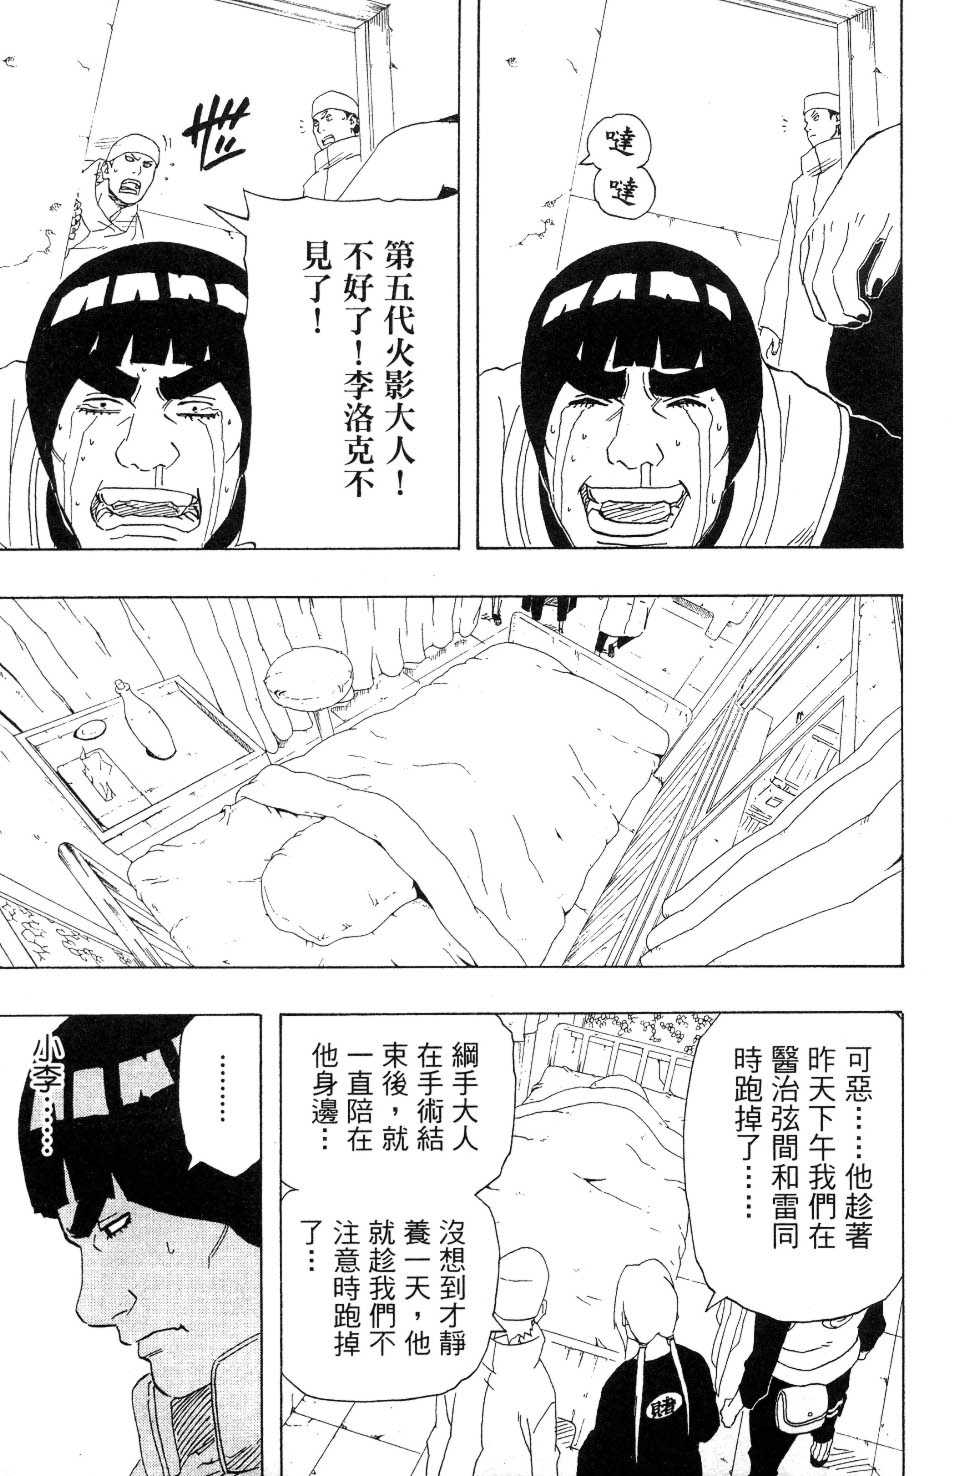 噠
噠
第五代火影大人！
不好了！李洛克不
見了！
可惡……他趁著
昨天下午我們在
醫治弦間和雷同
時跑掉了……
賭
綱手大人
在手術結
束後，就
一直陪在
他身邊…
沒想到才靜
養一天，他
就趁我們不
注意時跑掉
了…
………
小李……